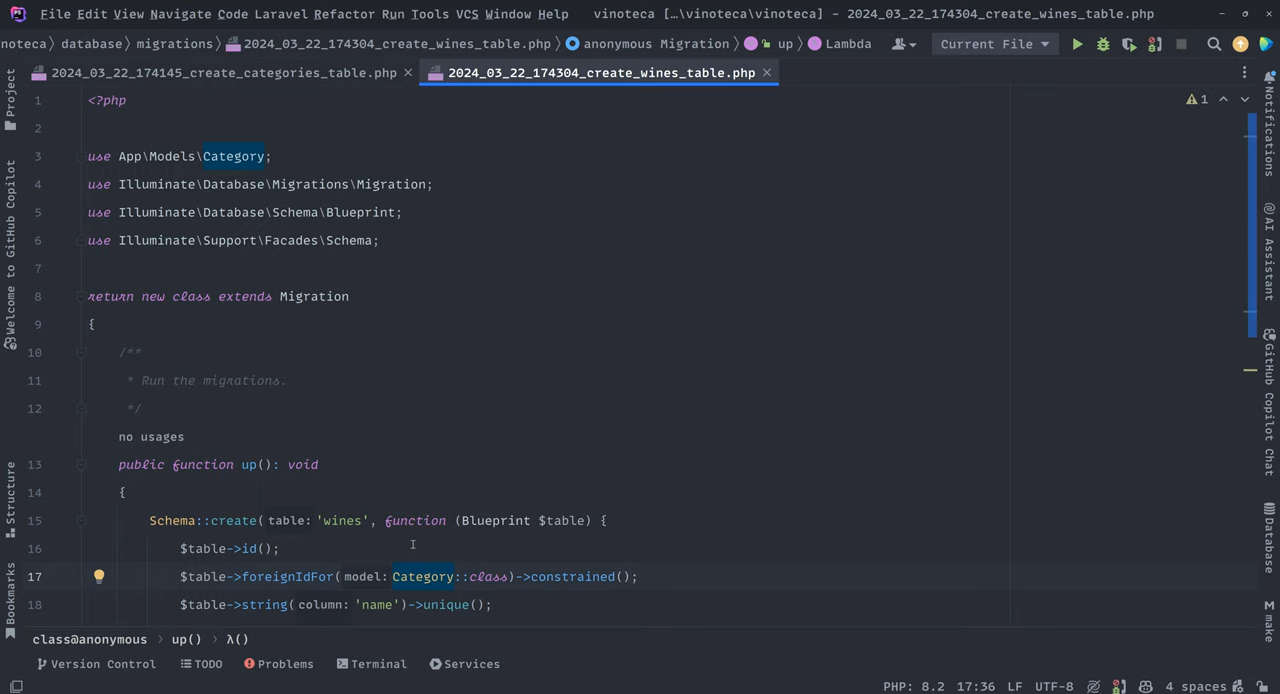 File Edit View Navigate Code Laravel Refactor Run Tools VCS Window Help vinoteca […\vinoteca\vinoteca] – 2024_03_22_174304_create_wines_table.php
noteca database migrations 2024_03_22_174304_create_wines_table.php anonymous Migration up Lambda Current File
2024_03_22_174145_create_categories_table.php 2024_03_22_174304_create_wines_table.php
Project
Welcome to GitHub Copilot
Structure
Bookmarks
1 <?php
2
3 use App\Models\Category;
4 use Illuminate\Database\Migrations\Migration;
5 use Illuminate\Database\Schema\Blueprint;
6 use Illuminate\Support\Facades\Schema;
7
8 return new class extends Migration
9 {
10 /**
11 * Run the migrations.
12 */
no usages
13 public function up(): void
14 {
15 Schema::create( table: 'wines', function (Blueprint $table) {
16 $table->id();
17 $table->foreignIdFor( model: Category::class)->constrained();
18 $table->string( column: 'name')->unique();
1
Notifications
AI Assistant
GitHub Copilot Chat
Database
M make
class@anonymous › up() › λ()
Version Control TODO Problems Terminal Services
PHP: 8.2 17:36 LF UTF-8 4 spaces